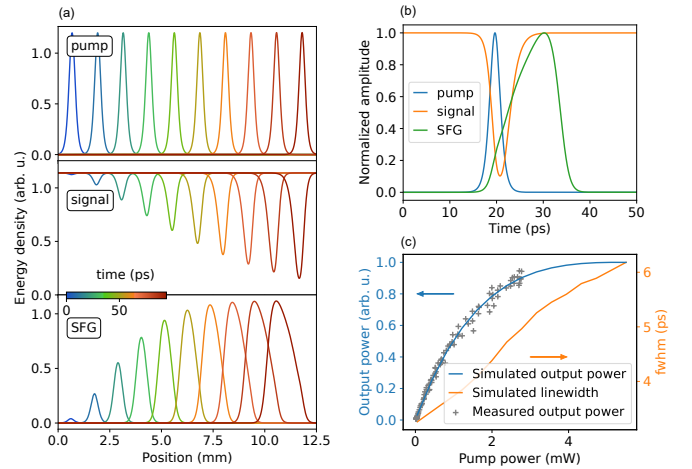 (a)
pump
1.0
0.5
0.0
signal
1.0
0.5
0.0
time (ps)
0
50
SFG
1.0
0.5
0.0
Energy density (arb. u.)
0.0
2.5
5.0
7.5
10.0
12.5
Position (mm)
(b)
1.0
0.8
0.6
0.4
0.2
0.0
Normalized amplitude
pump
signal
SFG
0
10
20
30
40
50
Time (ps)
(c)
1.0
0.8
0.6
0.4
0.2
0.0
Output power (arb. u.)
6
5
4
fwhm (ps)
Simulated output power
Simulated linewidth
Measured output power
0
2
4
Pump power (mW)